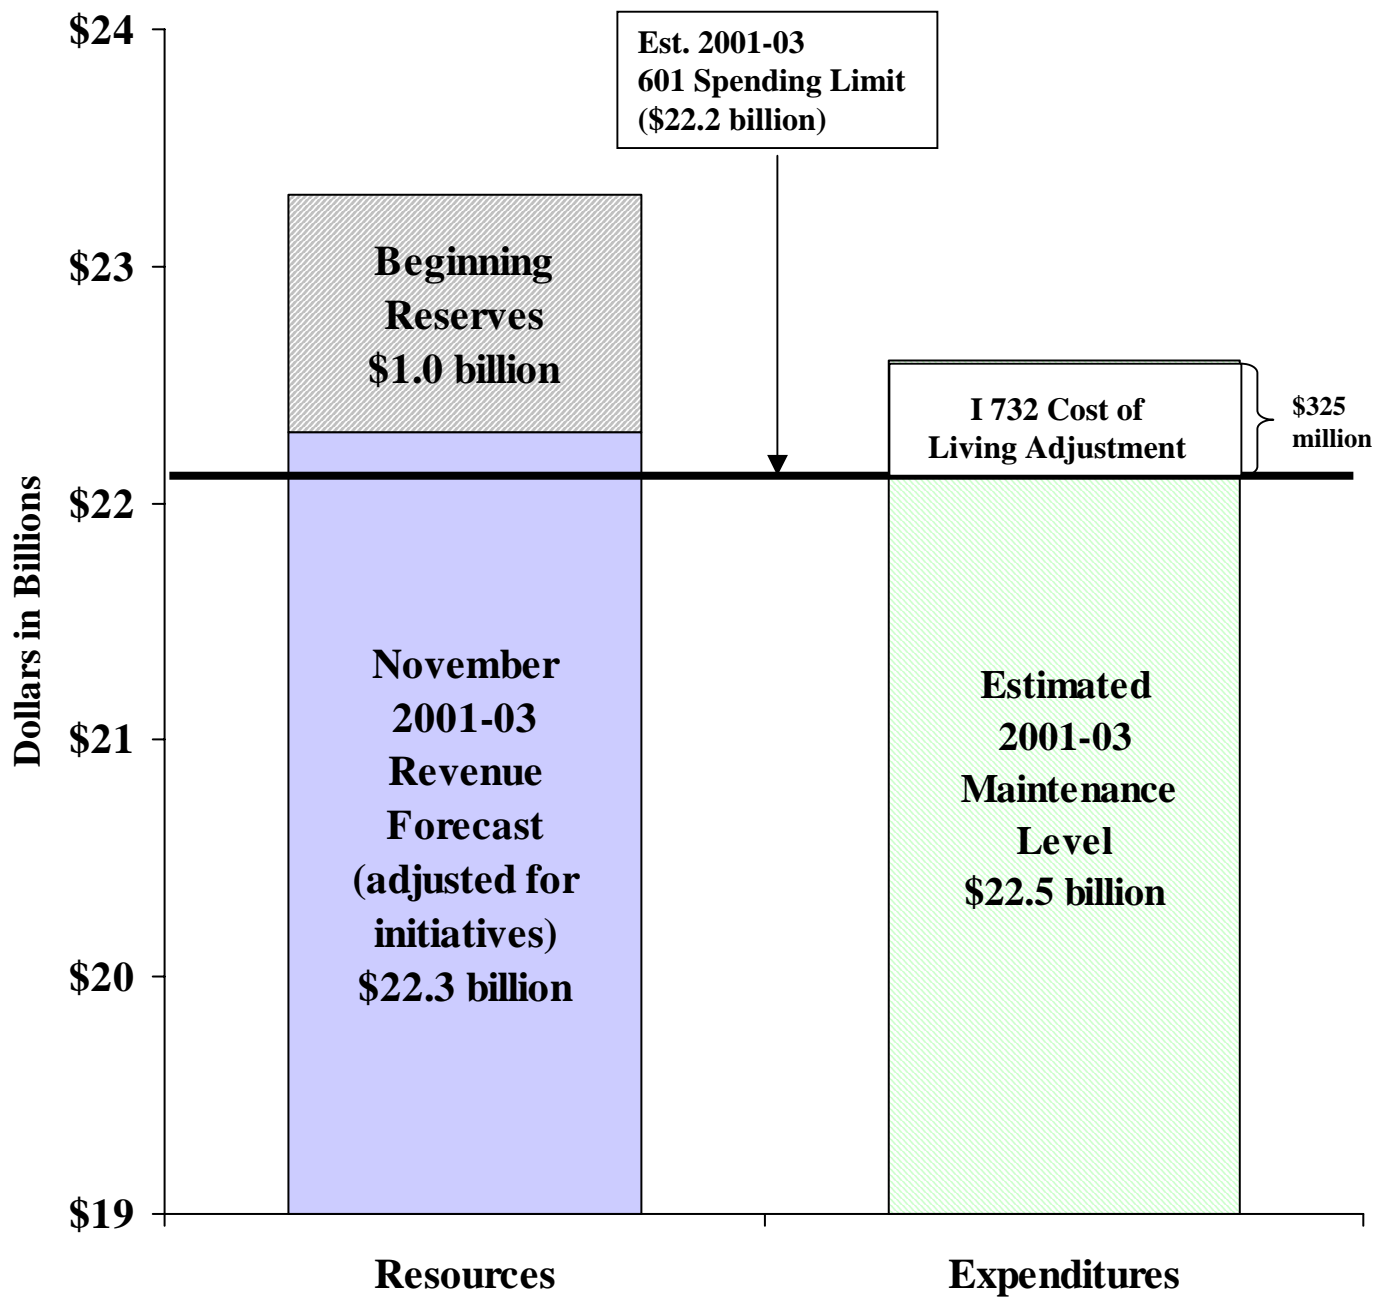 $24
$23
$22
$21
$20
$19
Dollars in Billions
Est. 2001-03
601 Spending Limit
($22.2 billion)
Beginning
Reserves
$1.0 billion
November
2001-03
Revenue
Forecast
(adjusted for
initiatives)
$22.3 billion
I 732 Cost of
Living Adjustment
$325
million
Estimated
2001-03
Maintenance
Level
$22.5 billion
Resources
Expenditures